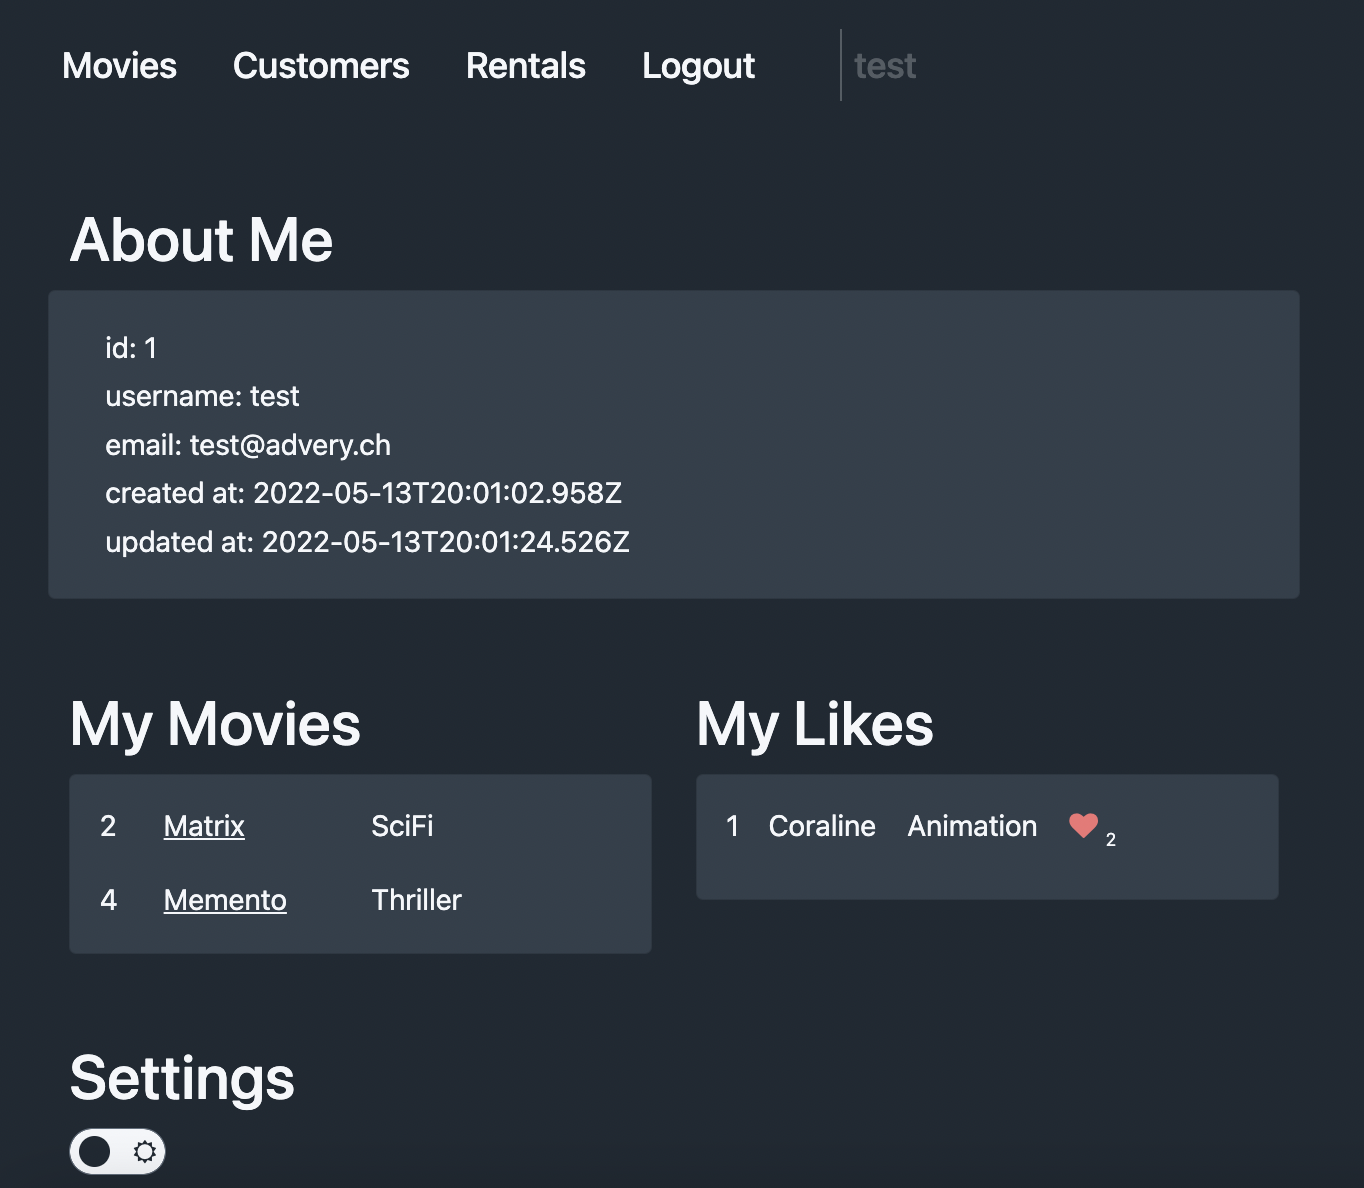 Movies Customers Rentals Logout test
About Me
id: 1
username: test
email: test@advery.ch
created at: 2022-05-13T20:01:02.958Z
updated at: 2022-05-13T20:01:24.526Z
My Movies
2 Matrix SciFi
4 Memento Thriller
My Likes
1 Coraline Animation 2
Settings